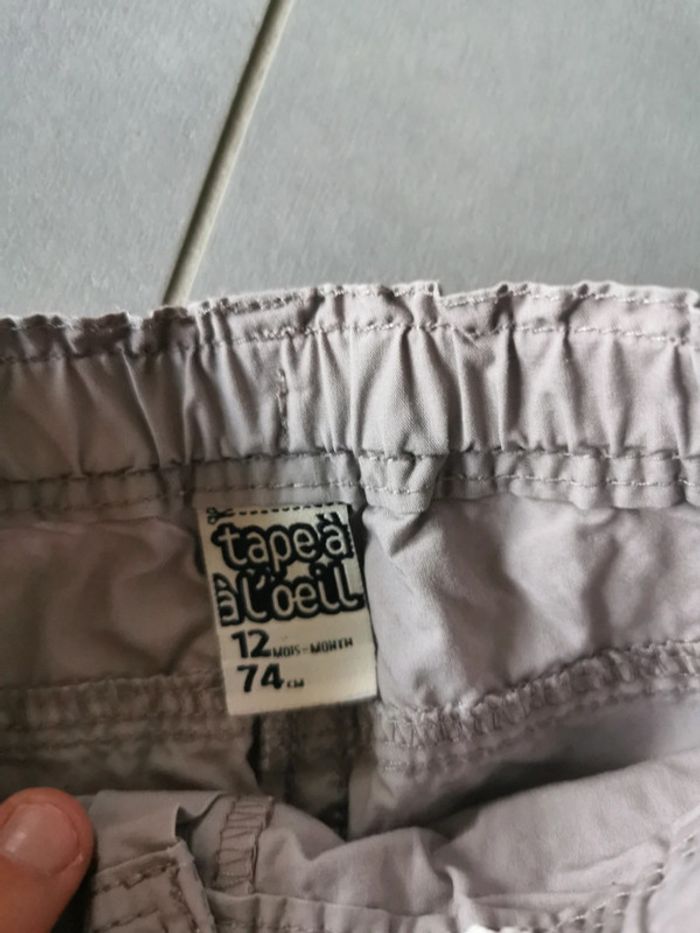 tape à
à l'oeil
12 MOIS-MONTH
74 CM